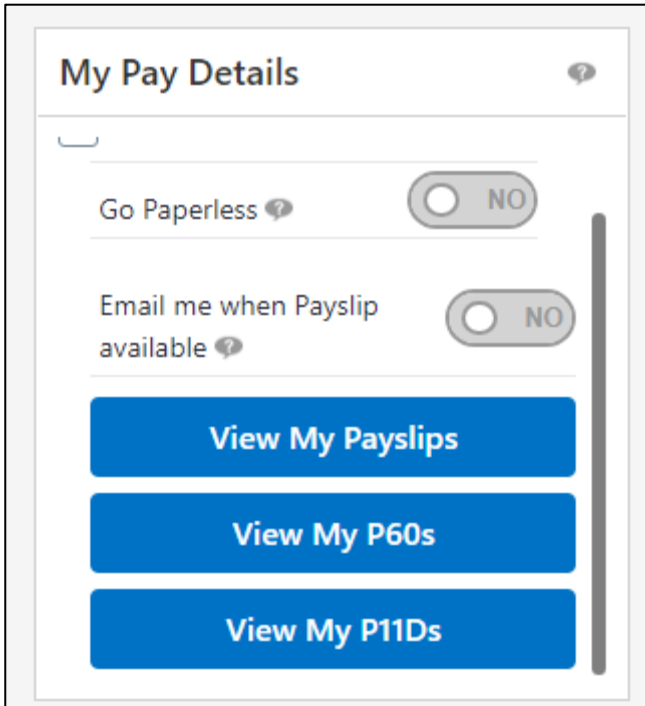 My Pay Details
Go Paperless
NO
Email me when Payslip
available
NO
View My Payslips
View My P60s
View My P11Ds